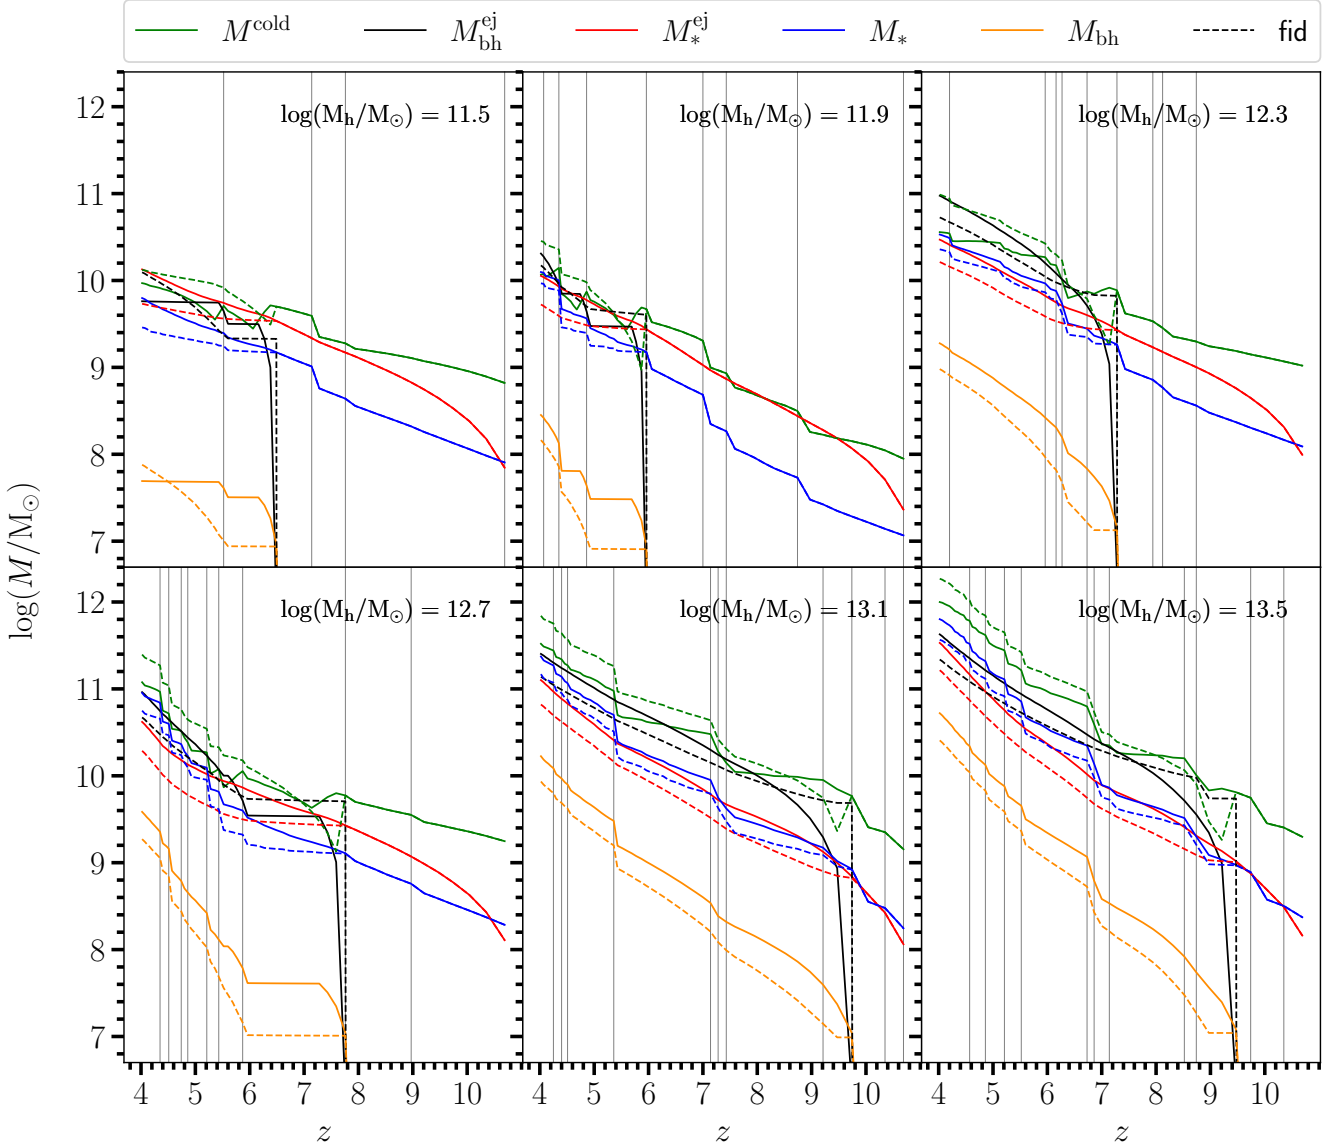 M^cold M_bh^ej M_*^ej M_* M_bh fid
log(M_h/M_⊙) = 11.5 log(M_h/M_⊙) = 11.9 log(M_h/M_⊙) = 12.3
12
11
10
9
8
7
log(M/M_⊙)
log(M_h/M_⊙) = 12.7 log(M_h/M_⊙) = 13.1 log(M_h/M_⊙) = 13.5
12
11
10
9
8
7
4 5 6 7 8 9 10 4 5 6 7 8 9 10 4 5 6 7 8 9 10
z z z